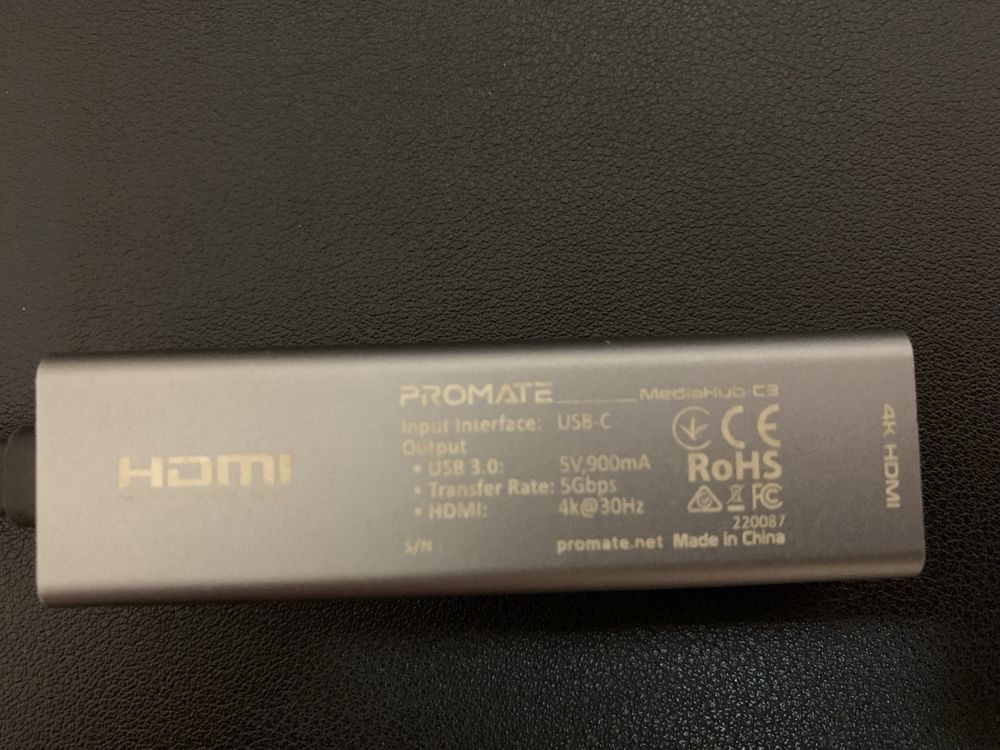 HDMI
PROMATE MediaHub-C3
Input Interface: USB-C
Output
• USB 3.0: 5V,900mA
• Transfer Rate: 5Gbps
• HDMI: 4k@30Hz
CE
RoHS
FC
220087
S/N :
promate.net Made in China
4K HDMI